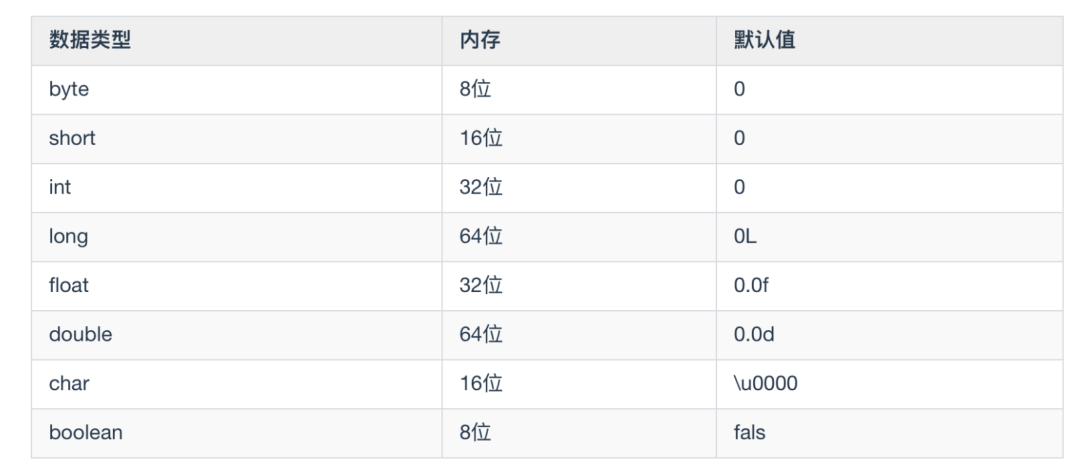 数据类型 内存 默认值
byte 8位 0
short 16位 0
int 32位 0
long 64位 0L
float 32位 0.0f
double 64位 0.0d
char 16位 \u0000
boolean 8位 fals